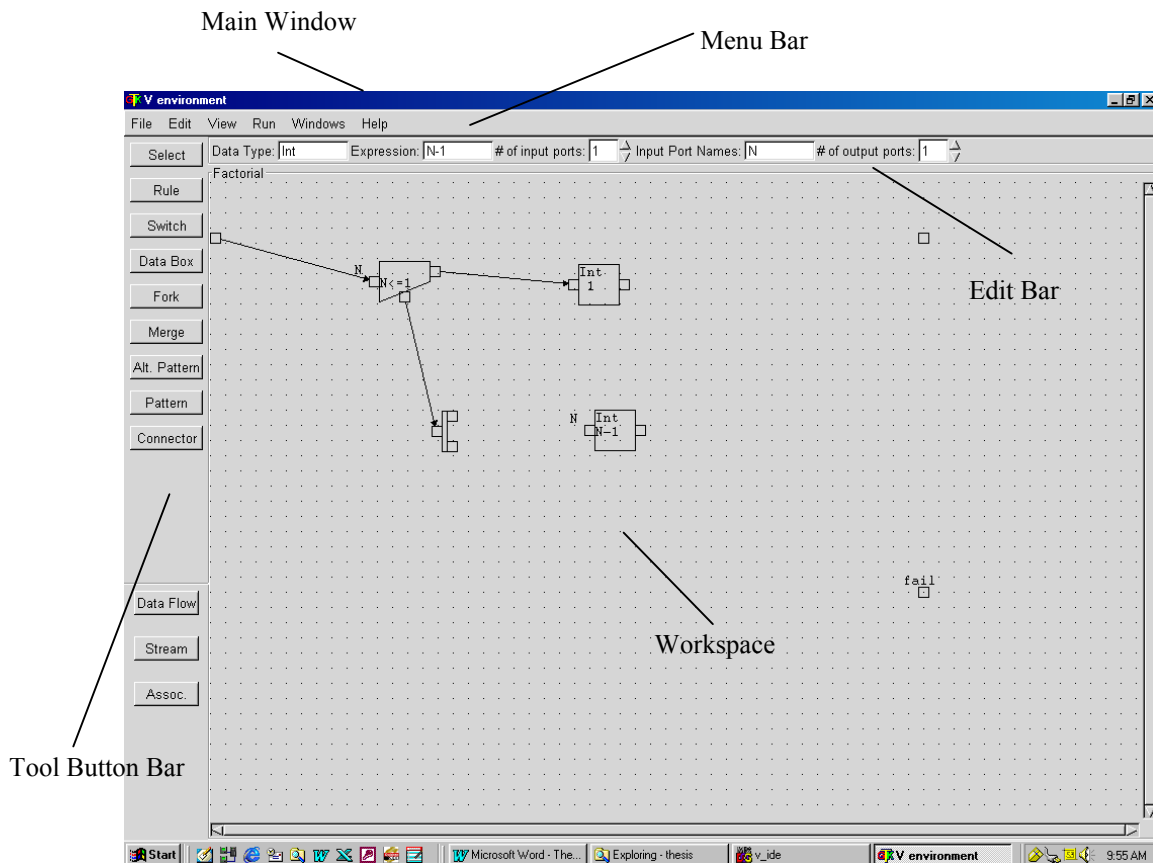 Main Window
Menu Bar
V environment
File Edit View Run Windows Help
Select
Data Type: Int Expression: N-1 # of input ports: 1 Input Port Names: N # of output ports: 1
Factorial
Rule
Switch
Data Box
Fork
Merge
Alt. Pattern
Pattern
Connector
N
N<=1
Int
1
Edit Bar
N
Int
N-1
fail
Workspace
Data Flow
Stream
Assoc.
Tool Button Bar
Start Microsoft Word - The... Exploring - thesis v_ide V environment 9:55 AM